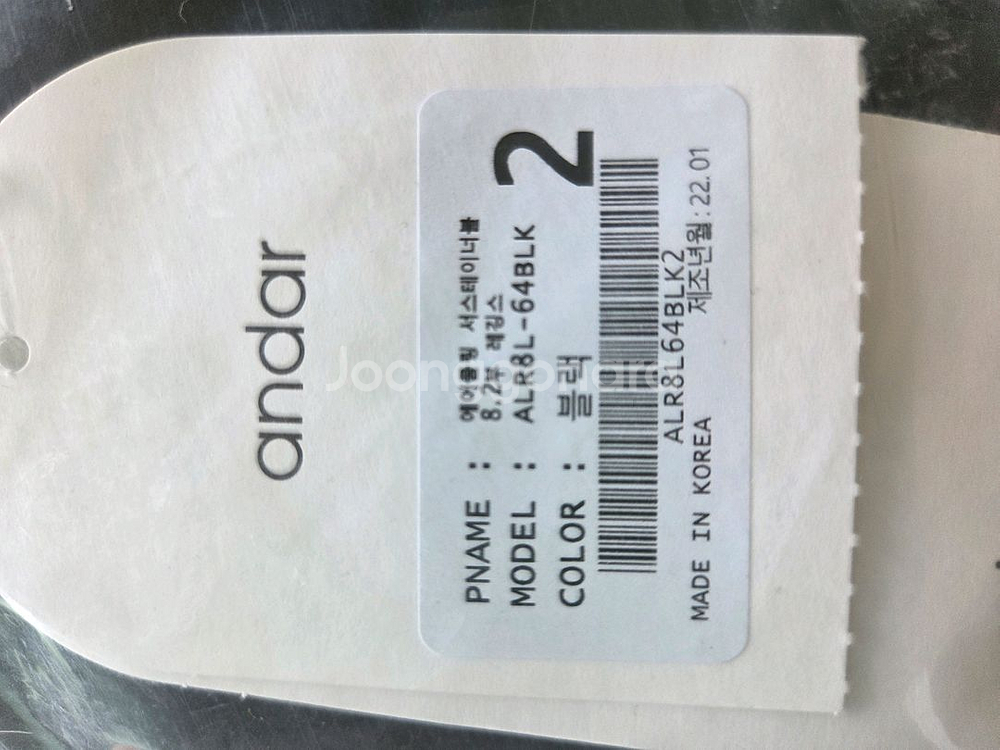 andar
PNAME : 에어쿨링 서스테이너블
8.2부 레깅스
MODEL : ALR8L-64BLK
COLOR : 블랙
2
ALR8L64BLK2
MADE IN KOREA
제조년월:22.01
Joonggonara